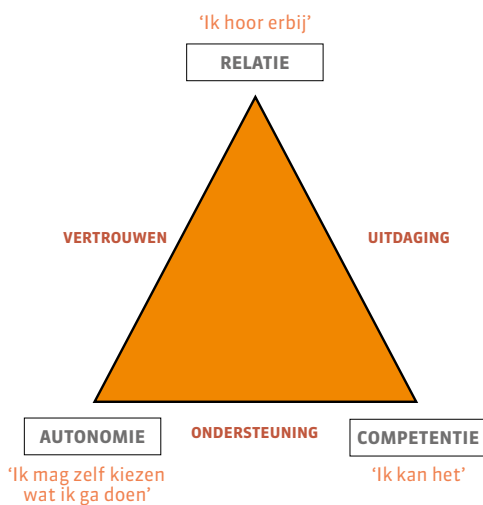 ‘Ik hoor erbij’
RELATIE
VERTROUWEN
UITDAGING
AUTONOMIE
ONDERSTEUNING
COMPETENTIE
‘Ik mag zelf kiezen
wat ik ga doen’
‘Ik kan het’